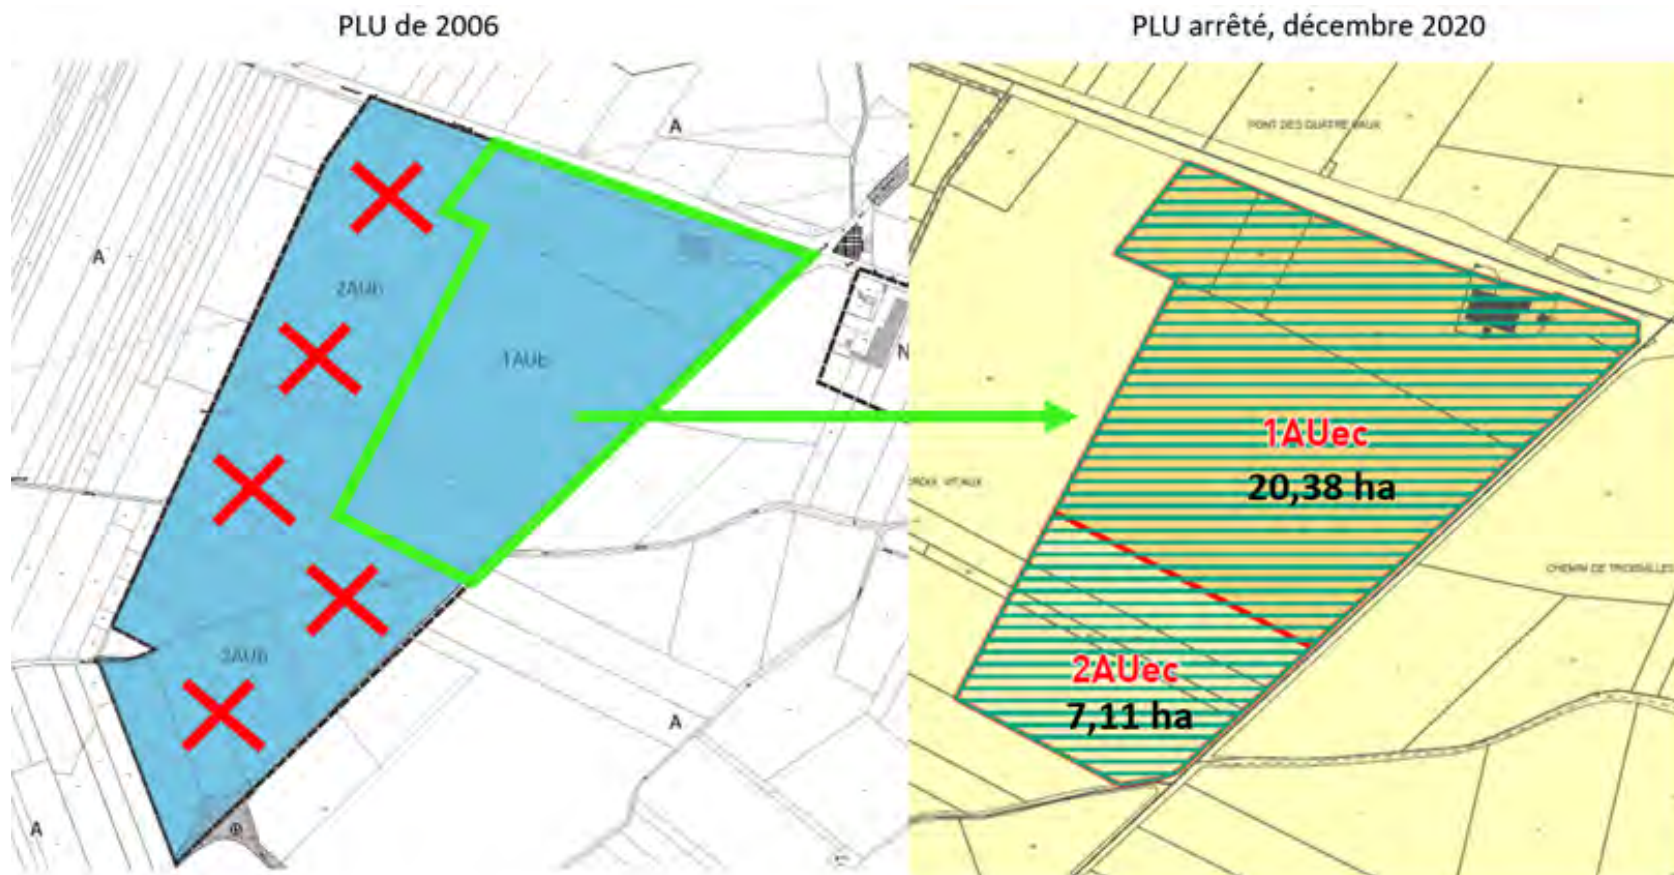 PLU de 2006
PLU arrêté, décembre 2020
A
PONT DES QUATRE VAUX
A
2AUb
1AUb
N
1AUec
20,38 ha
CHEMIN DE TROISVILLES
2AUb
2AUec
7,11 ha
A
A